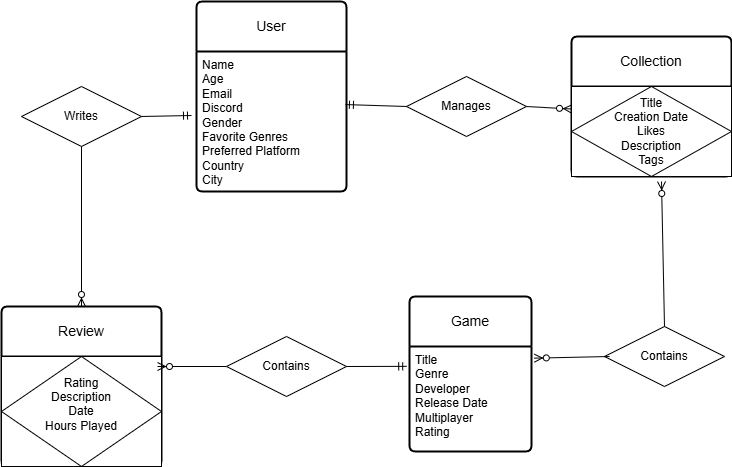 User
Name
Age
Email
Discord
Gender
Favorite Genres
Preferred Platform
Country
City
Writes
Manages
Collection
Title
Creation Date
Likes
Description
Tags
Review
Rating
Description
Date
Hours Played
Contains
Game
Title
Genre
Developer
Release Date
Multiplayer
Rating
Contains